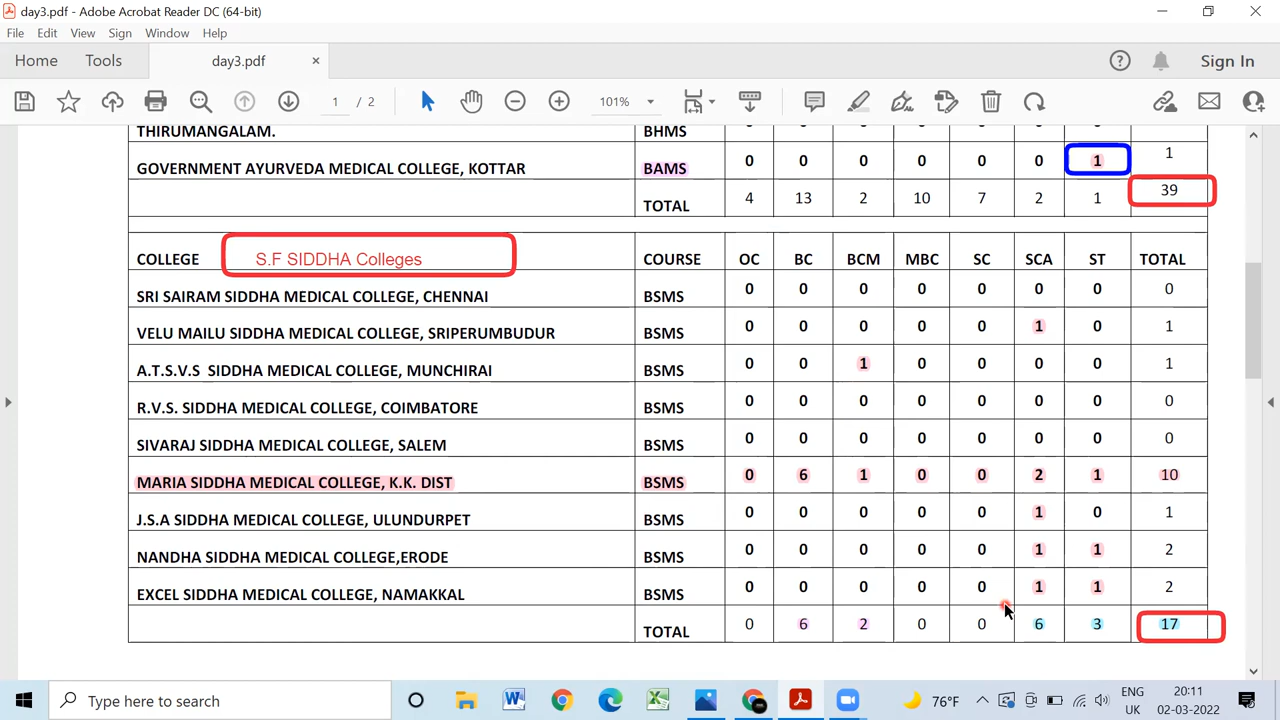 day3.pdf - Adobe Acrobat Reader DC (64-bit)
File Edit View Sign Window Help
Home Tools day3.pdf × Sign In
1 / 2 101%
THIRUMANGALAM. BHMS
GOVERNMENT AYURVEDA MEDICAL COLLEGE, KOTTAR BAMS 0 0 0 0 0 0 1 1
TOTAL 4 13 2 10 7 2 1 39
COLLEGE S.F SIDDHA Colleges COURSE OC BC BCM MBC SC SCA ST TOTAL
SRI SAIRAM SIDDHA MEDICAL COLLEGE, CHENNAI BSMS 0 0 0 0 0 0 0 0
VELU MAILU SIDDHA MEDICAL COLLEGE, SRIPERUMBUDUR BSMS 0 0 0 0 0 1 0 1
A.T.S.V.S SIDDHA MEDICAL COLLEGE, MUNCHIRAI BSMS 0 0 1 0 0 0 0 1
R.V.S. SIDDHA MEDICAL COLLEGE, COIMBATORE BSMS 0 0 0 0 0 0 0 0
SIVARAJ SIDDHA MEDICAL COLLEGE, SALEM BSMS 0 0 0 0 0 0 0 0
MARIA SIDDHA MEDICAL COLLEGE, K.K. DIST BSMS 0 6 1 0 0 2 1 10
J.S.A SIDDHA MEDICAL COLLEGE, ULUNDURPET BSMS 0 0 0 0 0 1 0 1
NANDHA SIDDHA MEDICAL COLLEGE,ERODE BSMS 0 0 0 0 0 1 1 2
EXCEL SIDDHA MEDICAL COLLEGE, NAMAKKAL BSMS 0 0 0 0 0 1 1 2
TOTAL 0 6 2 0 0 6 3 17
Type here to search 76°F ENG 20:11
UK 02-03-2022